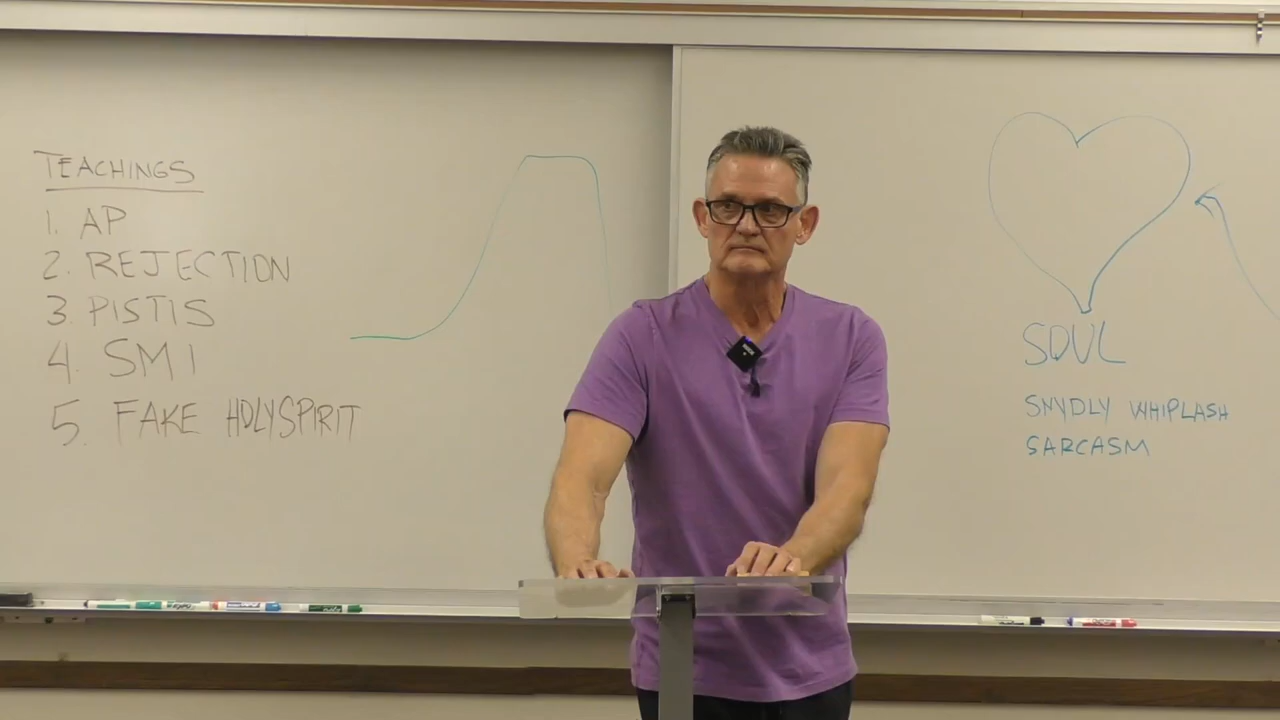 TEACHINGS
1. AP
2. REJECTION
3. PISTIS
4. SMI
5. FAKE HOLYSPIRIT
SOUL
SNYDLY WHIPLASH
SARCASM